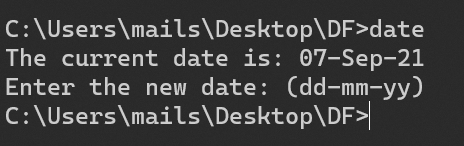 C:\Users\mails\Desktop\DF>date
The current date is: 07-Sep-21
Enter the new date: (dd-mm-yy)
C:\Users\mails\Desktop\DF>